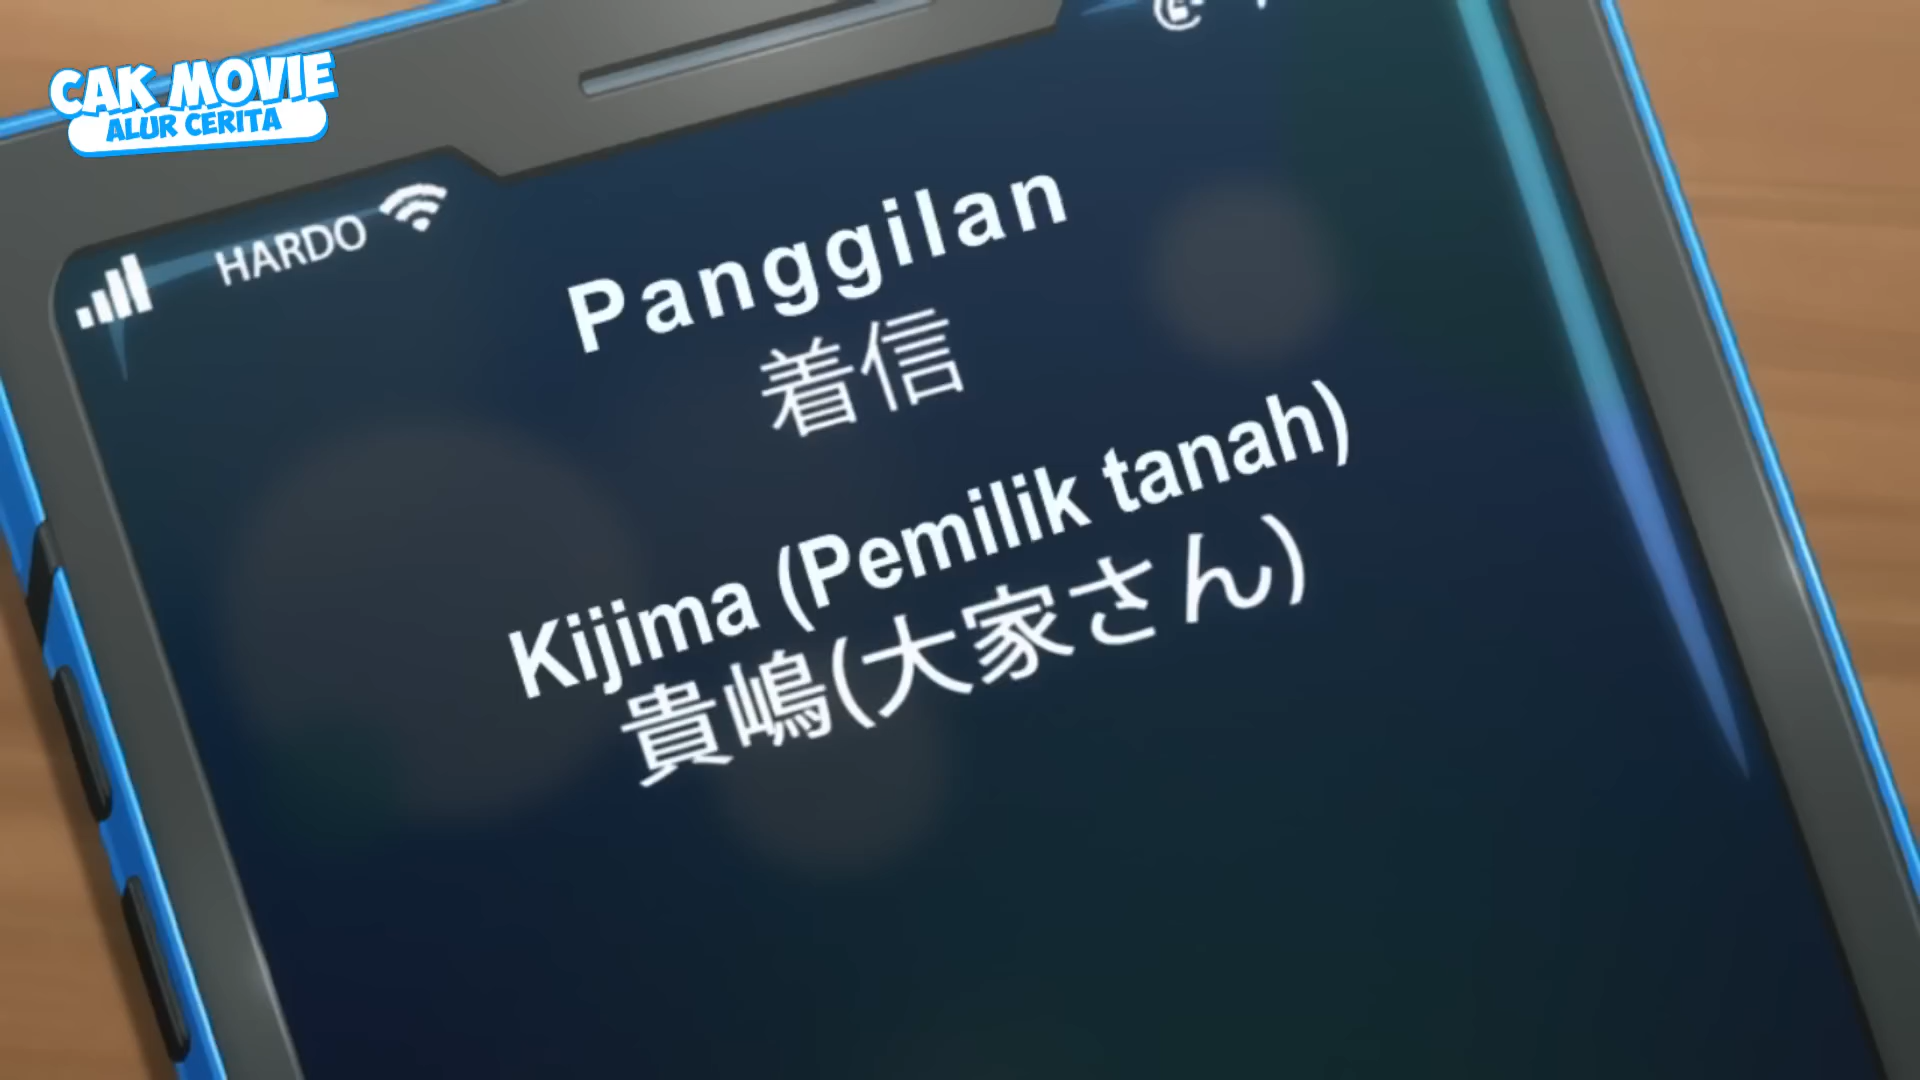 CAK MOVIE
ALUR CERITA
HARDO
Panggilan
着信
Kijima (Pemilik tanah)
貴嶋(大家さん)